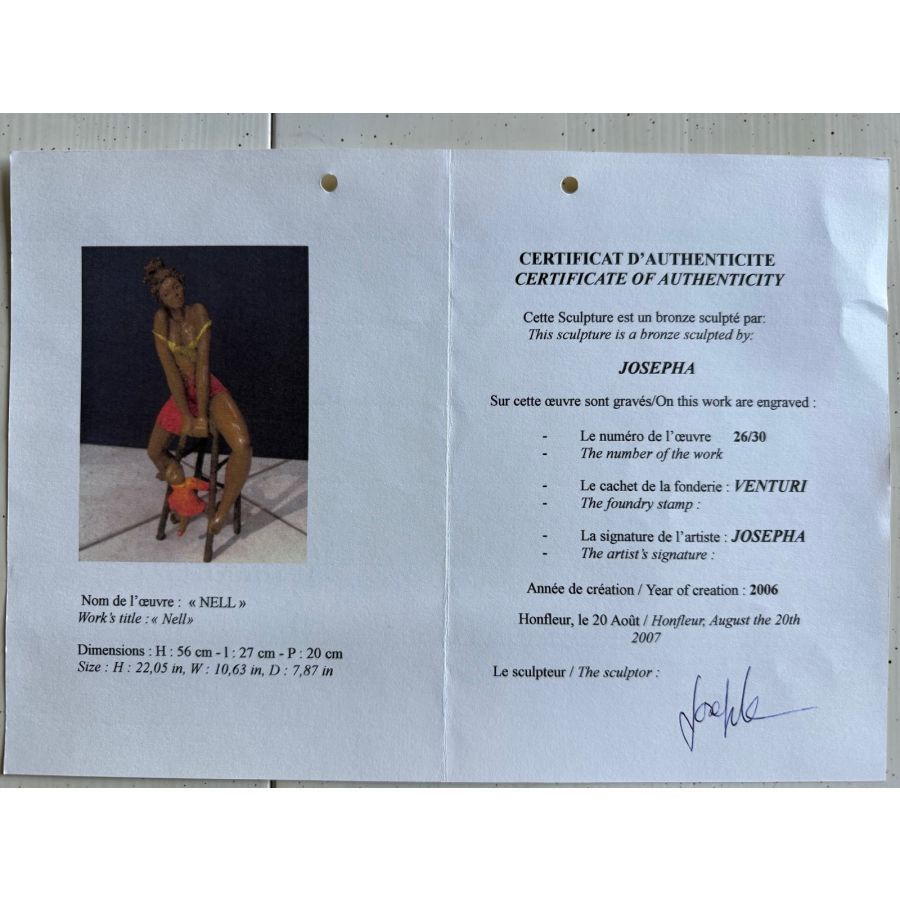 Nom de l'œuvre : « NELL »
Work's title : « Nell»
Dimensions : H : 56 cm - l : 27 cm - P : 20 cm
Size : H : 22,05 in, W : 10,63 in, D : 7,87 in
CERTIFICAT D'AUTHENTICITE
CERTIFICATE OF AUTHENTICITY
Cette Sculpture est un bronze sculpté par:
This sculpture is a bronze sculpted by:
JOSEPHA
Sur cette œuvre sont gravés/On this work are engraved :
- Le numéro de l'œuvre 26/30
- The number of the work
- Le cachet de la fonderie : VENTURI
- The foundry stamp :
- La signature de l'artiste : JOSEPHA
- The artist's signature :
Année de création / Year of creation : 2006
Honfleur, le 20 Août / Honfleur, August the 20th
2007
Le sculpteur / The sculptor :
Josepha